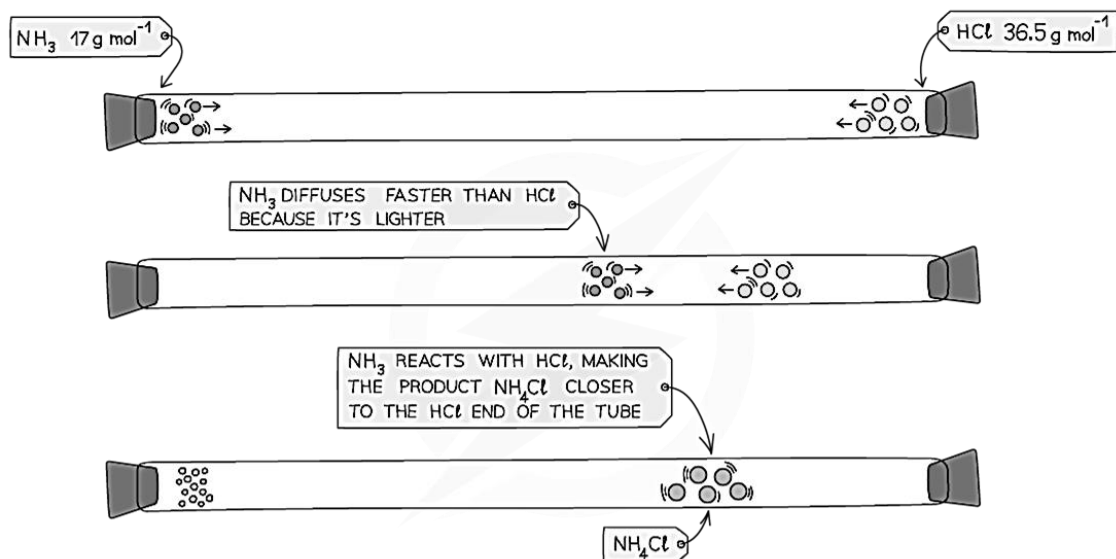 NH₃ 17 g mol⁻¹
HCl 36.5 g mol⁻¹
NH₃ DIFFUSES FASTER THAN HCl
BECAUSE IT'S LIGHTER
NH₃ REACTS WITH HCl, MAKING
THE PRODUCT NH₄Cl CLOSER
TO THE HCl END OF THE TUBE
NH₄Cl